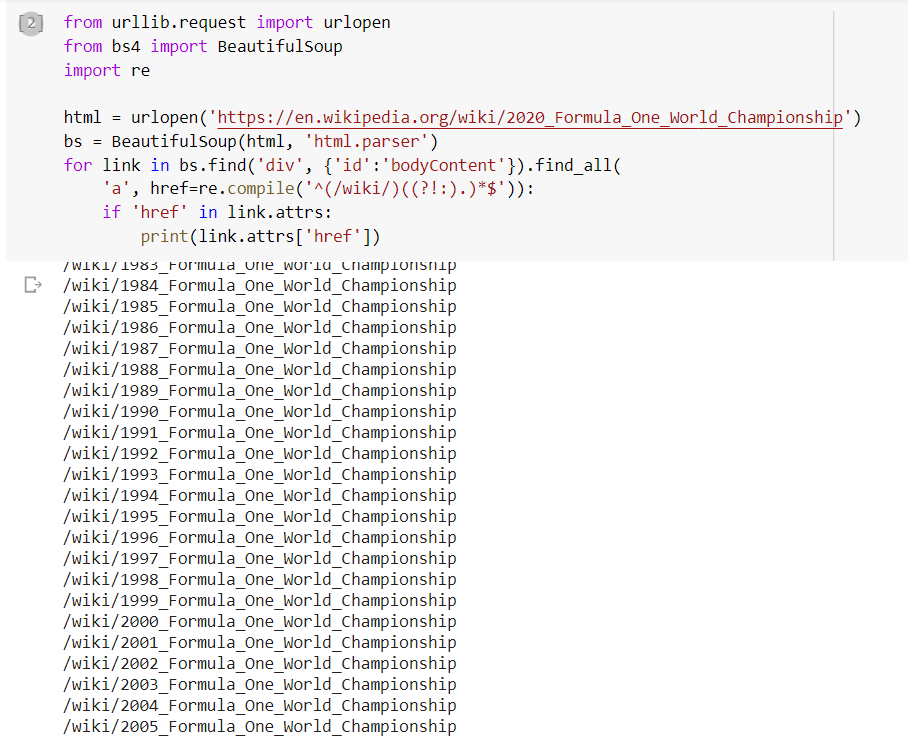 [2]
from urllib.request import urlopen
from bs4 import BeautifulSoup
import re
html = urlopen('https://en.wikipedia.org/wiki/2020_Formula_One_World_Championship')
bs = BeautifulSoup(html, 'html.parser')
for link in bs.find('div', {'id':'bodyContent'}).find_all(
    'a', href=re.compile('^(/wiki/)((?!:).)*$')):
    if 'href' in link.attrs:
        print(link.attrs['href'])
/wiki/1983_Formula_One_World_Championship
/wiki/1984_Formula_One_World_Championship
/wiki/1985_Formula_One_World_Championship
/wiki/1986_Formula_One_World_Championship
/wiki/1987_Formula_One_World_Championship
/wiki/1988_Formula_One_World_Championship
/wiki/1989_Formula_One_World_Championship
/wiki/1990_Formula_One_World_Championship
/wiki/1991_Formula_One_World_Championship
/wiki/1992_Formula_One_World_Championship
/wiki/1993_Formula_One_World_Championship
/wiki/1994_Formula_One_World_Championship
/wiki/1995_Formula_One_World_Championship
/wiki/1996_Formula_One_World_Championship
/wiki/1997_Formula_One_World_Championship
/wiki/1998_Formula_One_World_Championship
/wiki/1999_Formula_One_World_Championship
/wiki/2000_Formula_One_World_Championship
/wiki/2001_Formula_One_World_Championship
/wiki/2002_Formula_One_World_Championship
/wiki/2003_Formula_One_World_Championship
/wiki/2004_Formula_One_World_Championship
/wiki/2005_Formula_One_World_Championship